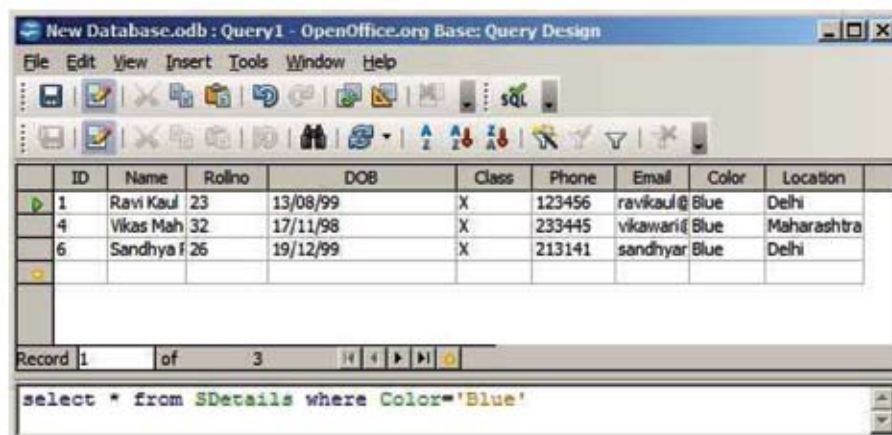 New Database.odb : Query1 - OpenOffice.org Base: Query Design
File Edit View Insert Tools Window Help
SQL
ID Name Rollno DOB Class Phone Email Color Location
1 Ravi Kaul 23 13/08/99 X 123456 ravikaul@ Blue Delhi
4 Vikas Mah 32 17/11/98 X 233445 vikawari@ Blue Maharashtra
6 Sandhya 26 19/12/99 X 213141 sandhyar Blue Delhi
Record 1 of 3
select * from SDetails where Color='Blue'